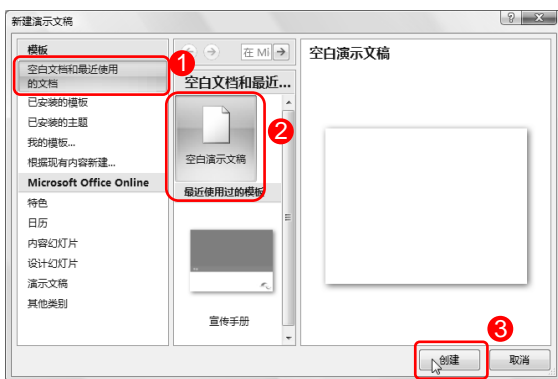 新建演示文稿
模板
空白文档和最近使用
的文档
已安装的模板
已安装的主题
我的模板...
根据现有内容新建...
Microsoft Office Online
特色
日历
内容幻灯片
设计幻灯片
演示文稿
其他类别
1
在 Mi
空白文档和最近...
2
空白演示文稿
最近使用过的模板
宣传手册
空白演示文稿
3
创建
取消